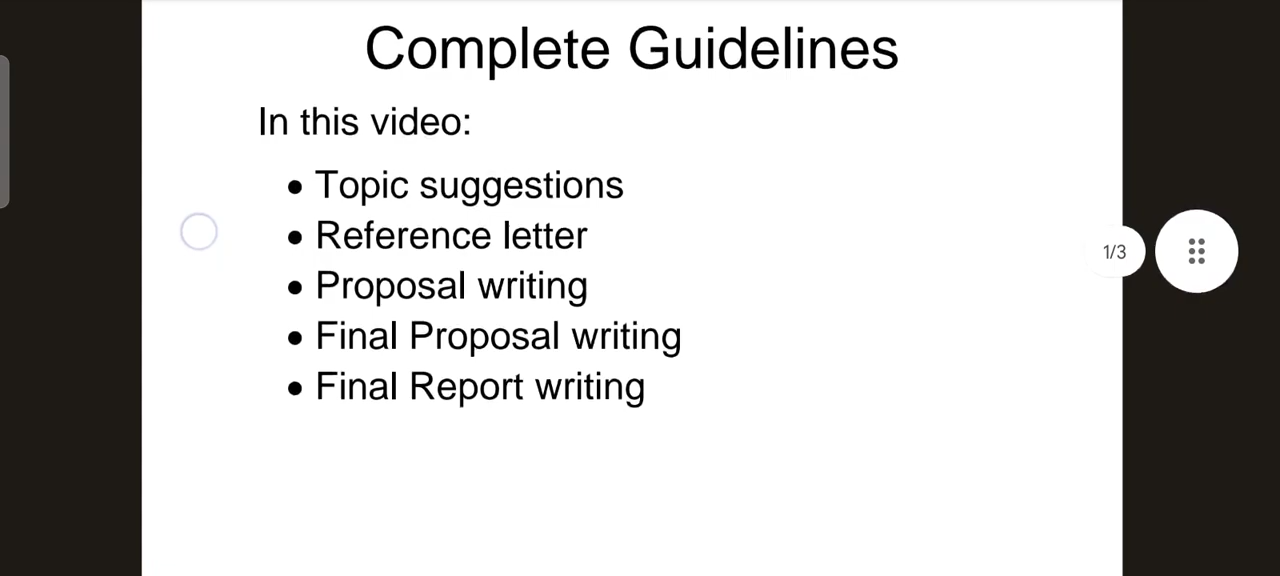 Complete Guidelines
In this video:
• Topic suggestions
• Reference letter
• Proposal writing
• Final Proposal writing
• Final Report writing
1/3